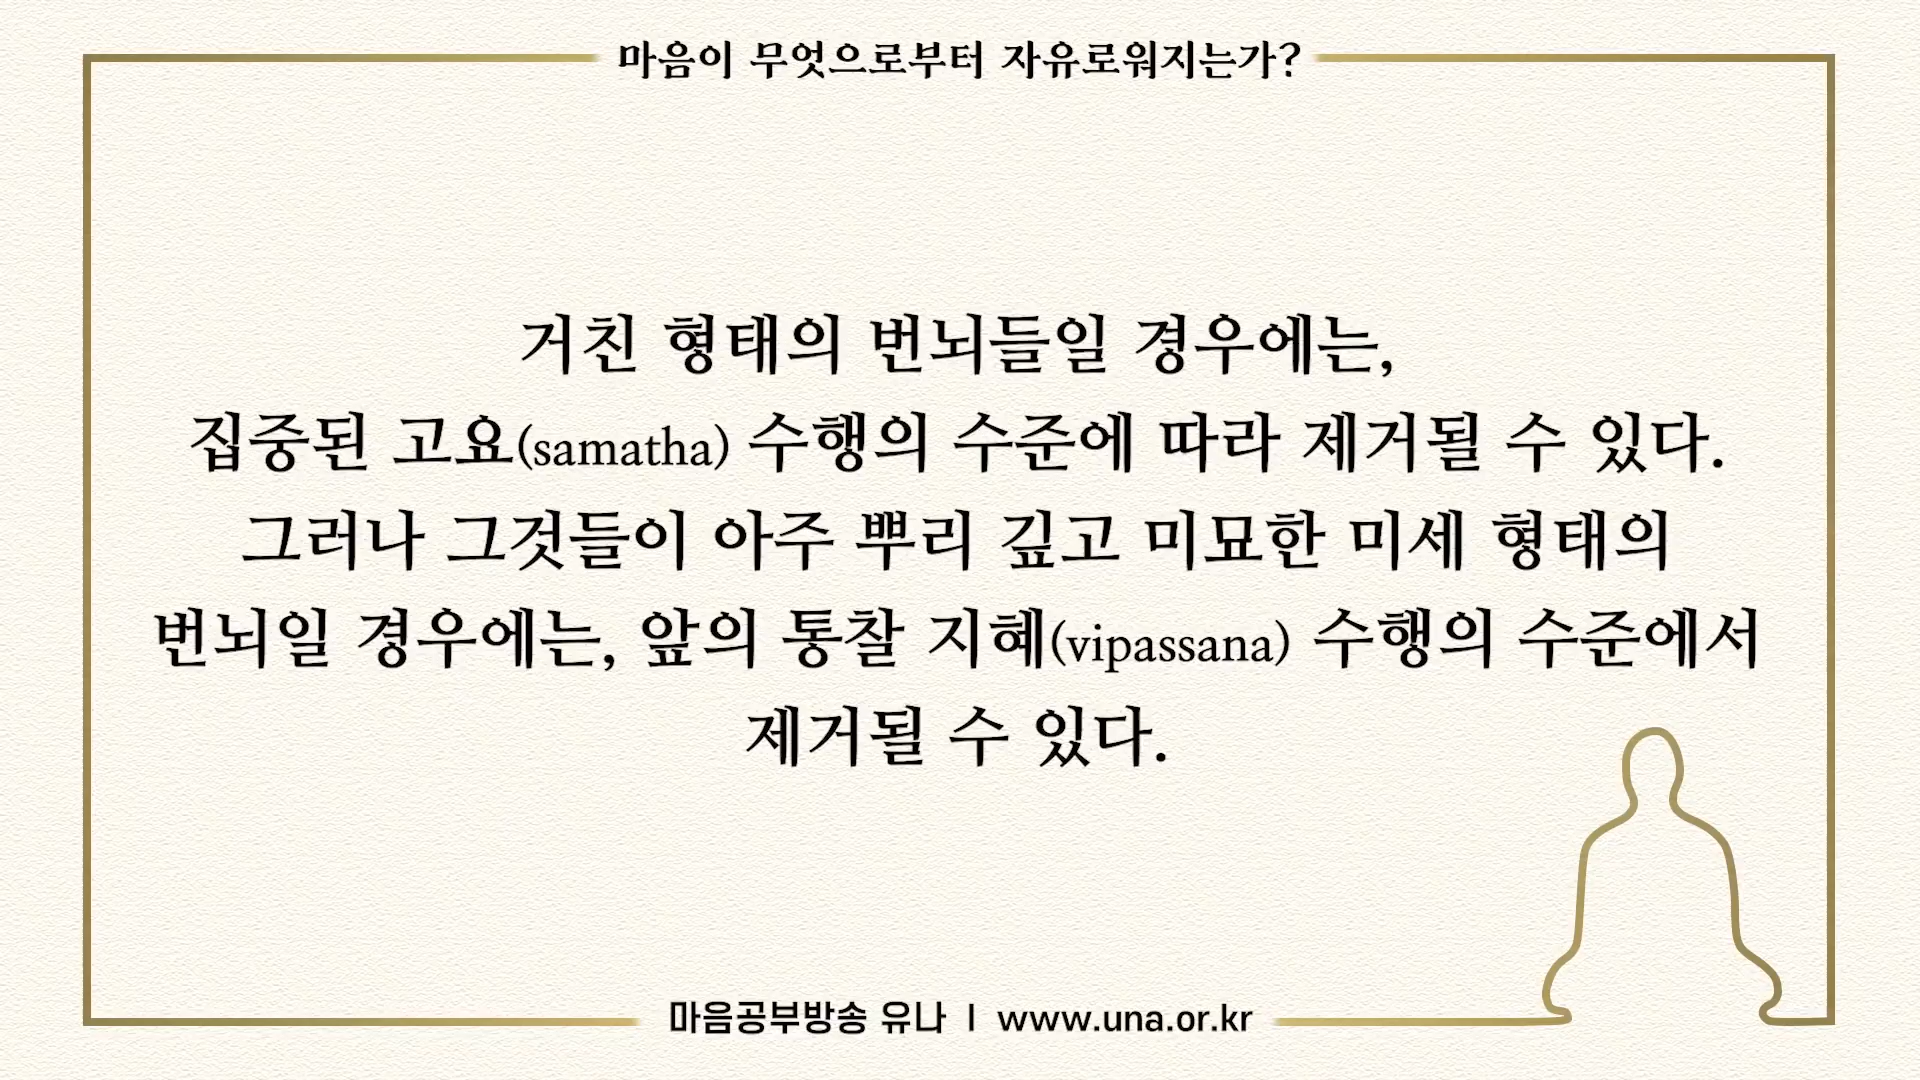 마음이 무엇으로부터 자유로워지는가?
거친 형태의 번뇌들일 경우에는,
집중된 고요(samatha) 수행의 수준에 따라 제거될 수 있다.
그러나 그것들이 아주 뿌리 깊고 미묘한 미세 형태의
번뇌일 경우에는, 앞의 통찰 지혜(vipassana) 수행의 수준에서
제거될 수 있다.
마음공부방송 유나 | www.una.or.kr